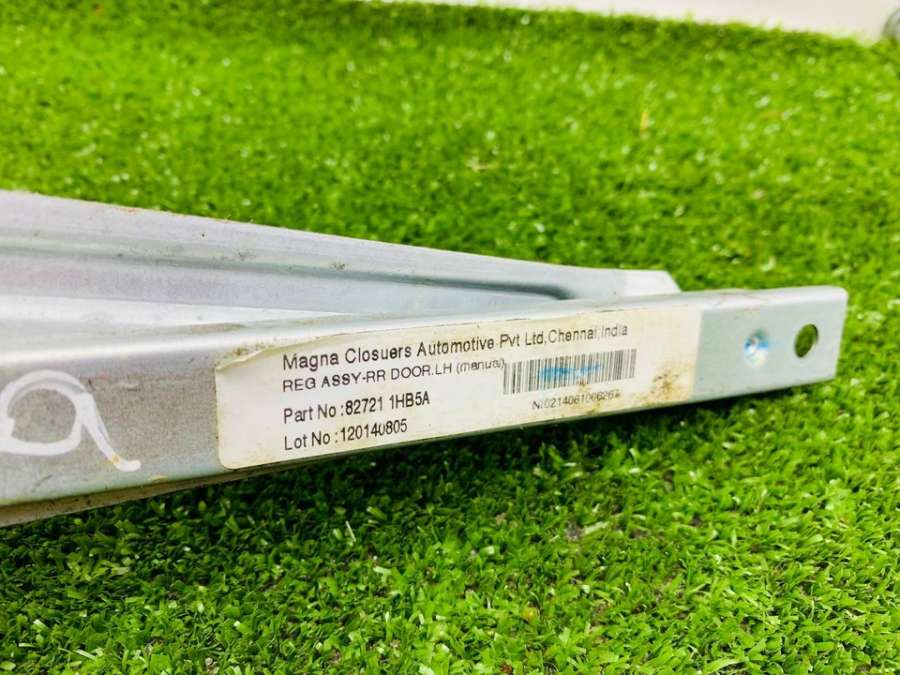 Magna Closuers Automotive Pvt Ltd,Chennai,India
REG ASSY-RR DOOR.LH (manual)
Part No :82721 1HB5A
Lot No :120140805